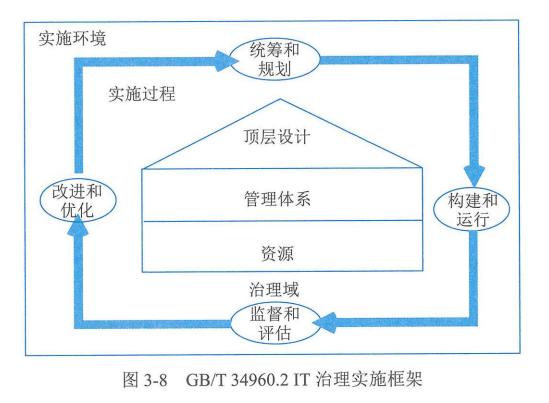 实施环境
统筹和
规划
实施过程
顶层设计
改进和
优化
管理体系
构建和
运行
资源
治理域
监督和
评估
图 3-8 GB/T 34960.2 IT 治理实施框架